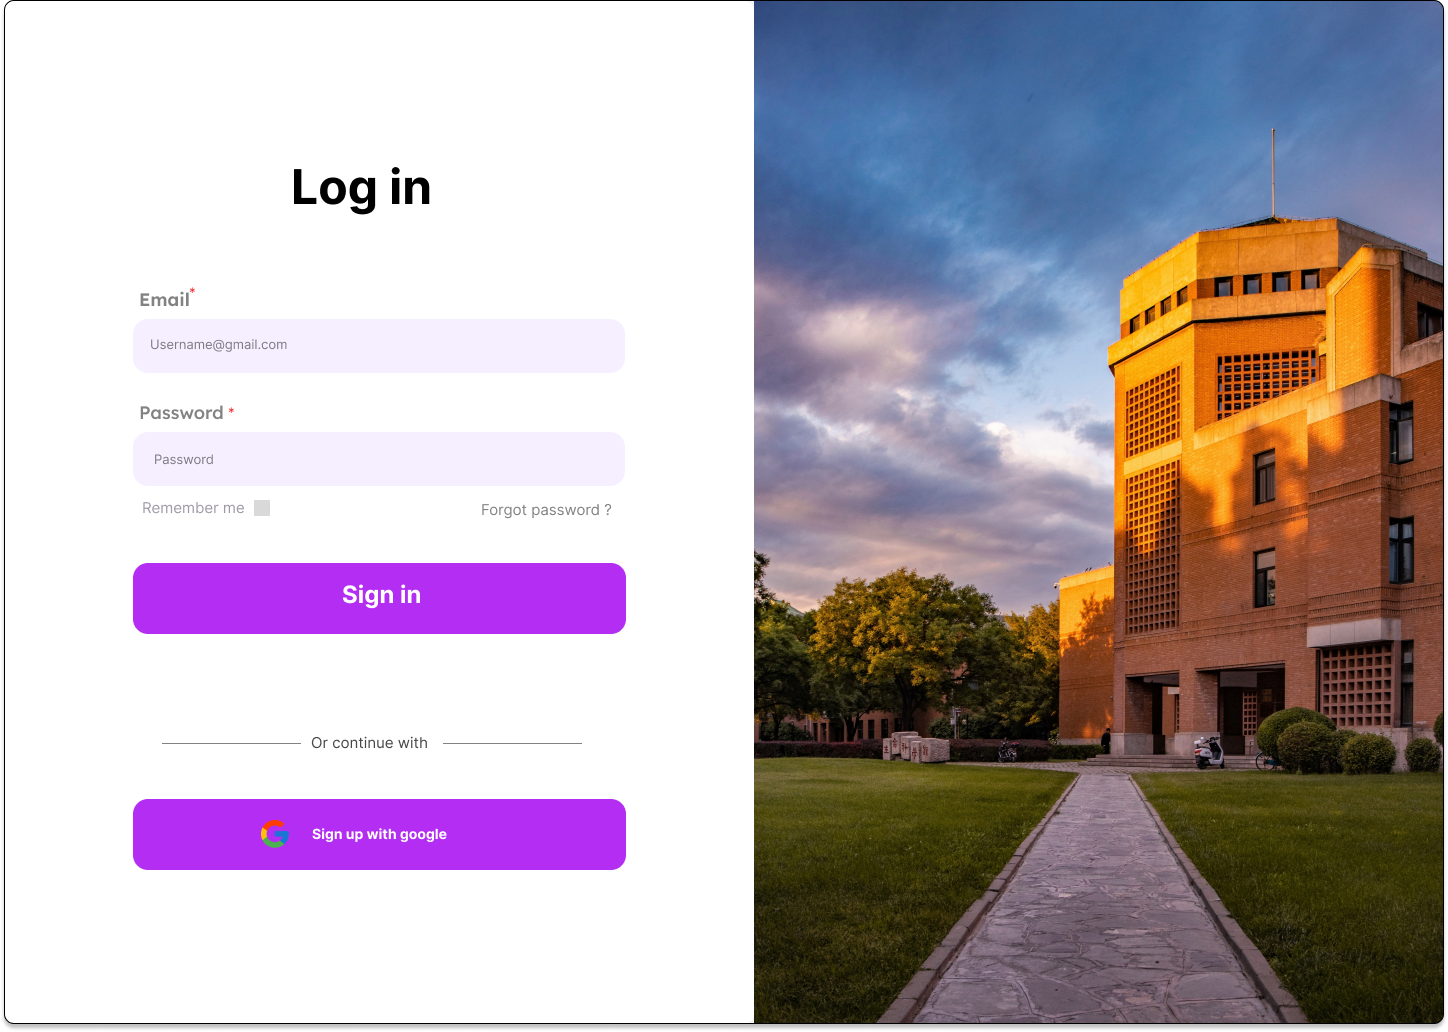 Log in
Email*
Username@gmail.com
Password *
Password
Remember me
Forgot password ?
Sign in
Or continue with
Sign up with google